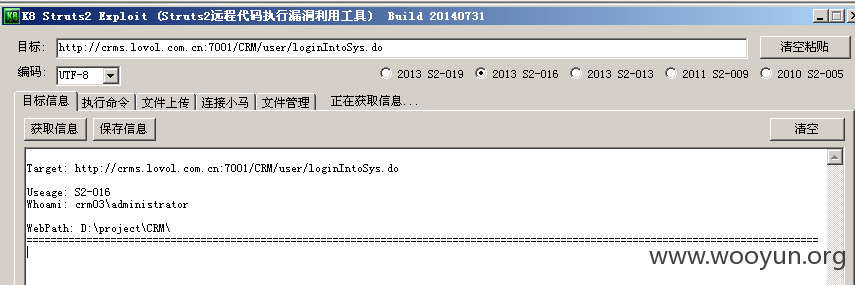 K8 Struts2 Exploit (Struts2远程代码执行漏洞利用工具) Build 20140731
目标: http://crms.lovol.com.cn:7001/CRM/user/loginIntoSys.do 清空粘贴
编码: UTF-8 2013 S2-019 2013 S2-016 2013 S2-013 2011 S2-009 2010 S2-005
目标信息 执行命令 文件上传 连接小马 文件管理 正在获取信息...
获取信息 保存信息 清空
Target: http://crms.lovol.com.cn:7001/CRM/user/loginIntoSys.do
Useage: S2-016
Whoami: crm03\administrator
WebPath: D:\project\CRM\
www.wooyun.org